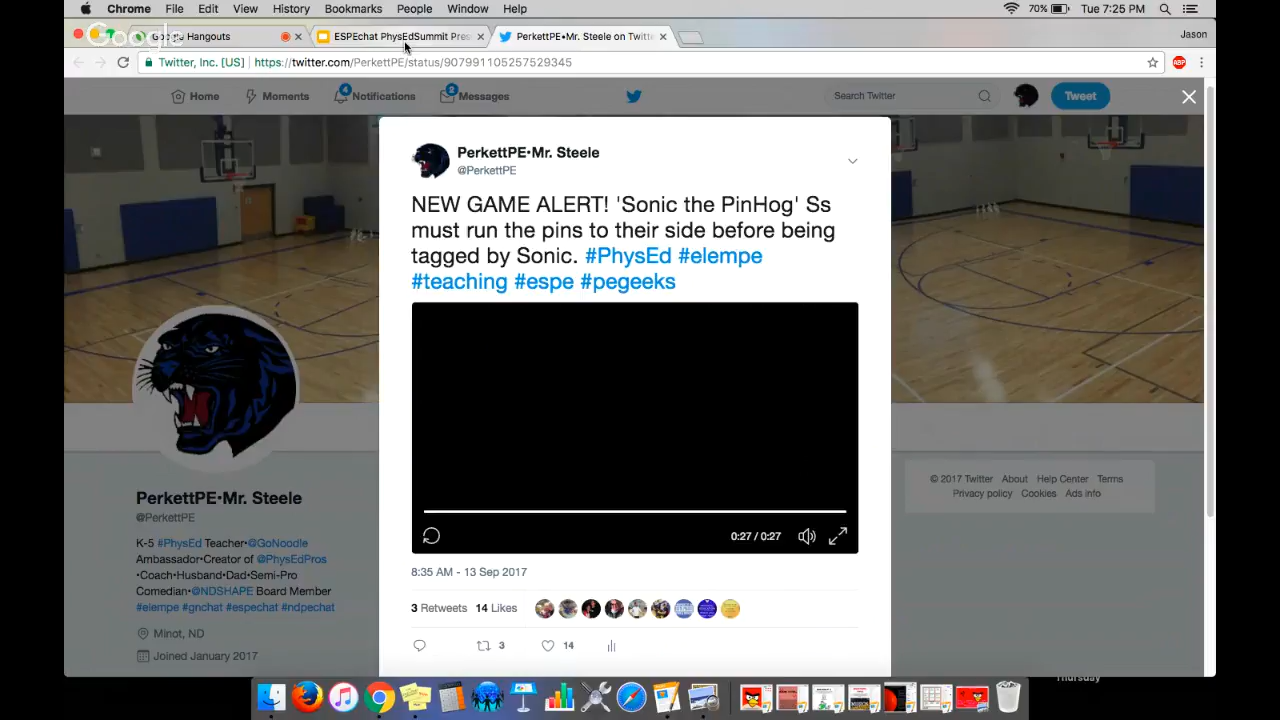 Chrome File Edit View History Bookmarks People Window Help 70% Tue 7:25 PM
Google Hangouts ESPEchat PhysEdSummit Pres PerkettPE•Mr. Steele on Twitte Jason
Twitter, Inc. [US] https://twitter.com/PerkettPE/status/907991105257529345 ABP
Home Moments 4 Notifications 2 Messages Search Twitter Tweet
PerkettPE•Mr. Steele
@PerkettPE
NEW GAME ALERT! 'Sonic the PinHog' Ss
must run the pins to their side before being
tagged by Sonic. #PhysEd #elempe
#teaching #espe #pegeeks
0:27 / 0:27
8:35 AM - 13 Sep 2017
3 Retweets 14 Likes
3 14
PerkettPE•Mr. Steele
@PerkettPE
K-5 #PhysEd Teacher•@GoNoodle
Ambassador•Creator of @PhysEdPros
•Coach•Husband•Dad•Semi-Pro
Comedian•@NDSHAPE Board Member
#elempe #gnchat #espechat #ndpechat
Minot, ND
Joined January 2017
© 2017 Twitter About Help Center Terms
Privacy policy Cookies Ads info
Thursday